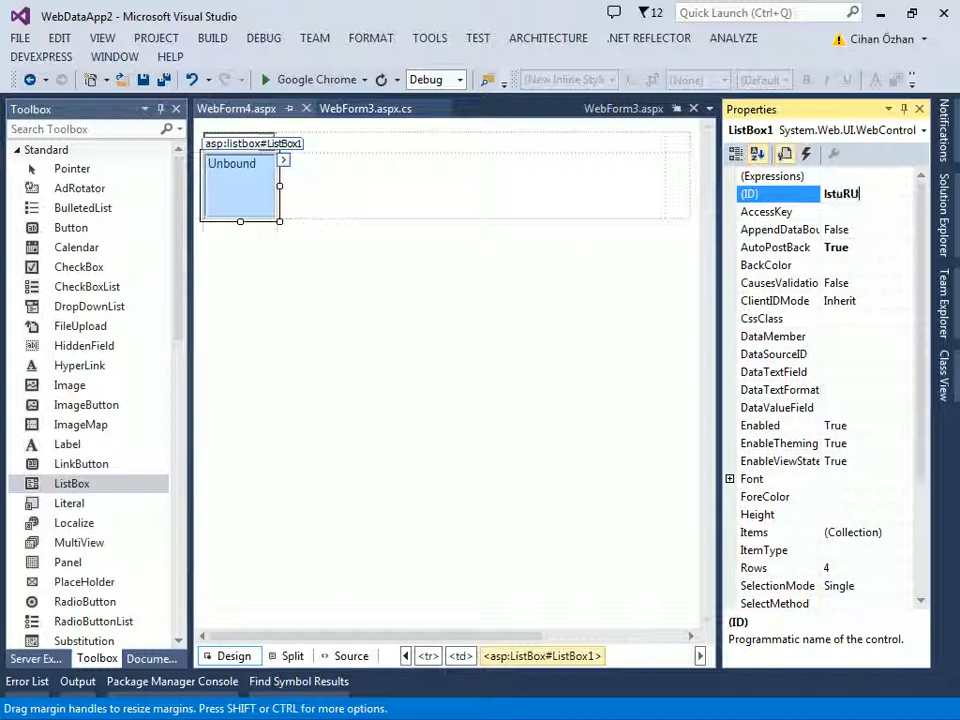 WebDataApp2 - Microsoft Visual Studio
12
Quick Launch (Ctrl+Q)
FILE EDIT VIEW PROJECT BUILD DEBUG TEAM FORMAT TOOLS TEST ARCHITECTURE .NET REFLECTOR ANALYZE
Cihan Özhan
DEVEXPRESS WINDOW HELP
Google Chrome
Debug
(New Inline Style)
(None)
(Default)
B I U A
Toolbox
Search Toolbox
Standard
Pointer
AdRotator
BulletedList
Button
Calendar
CheckBox
CheckBoxList
DropDownList
FileUpload
HiddenField
HyperLink
Image
ImageButton
ImageMap
Label
LinkButton
ListBox
Literal
Localize
MultiView
Panel
PlaceHolder
RadioButton
RadioButtonList
Substitution
Server Ex... Toolbox Docume...
WebForm4.aspx WebForm3.aspx.cs WebForm3.aspx
asp:listbox#ListBox1
Unbound
Design Split Source <tr> <td> <asp:ListBox#ListBox1>
Properties
ListBox1 System.Web.UI.WebControl
(Expressions)
(ID) lstuRU
AccessKey
AppendDataBou False
AutoPostBack True
BackColor
CausesValidatio False
ClientIDMode Inherit
CssClass
DataMember
DataSourceID
DataTextField
DataTextFormat
DataValueField
Enabled True
EnableTheming True
EnableViewState True
Font
ForeColor
Height
Items (Collection)
ItemType
Rows 4
SelectionMode Single
SelectMethod
(ID)
Programmatic name of the control.
Notifications
Solution Explorer
Team Explorer
Class View
Error List Output Package Manager Console Find Symbol Results
Drag margin handles to resize margins. Press SHIFT or CTRL for more options.